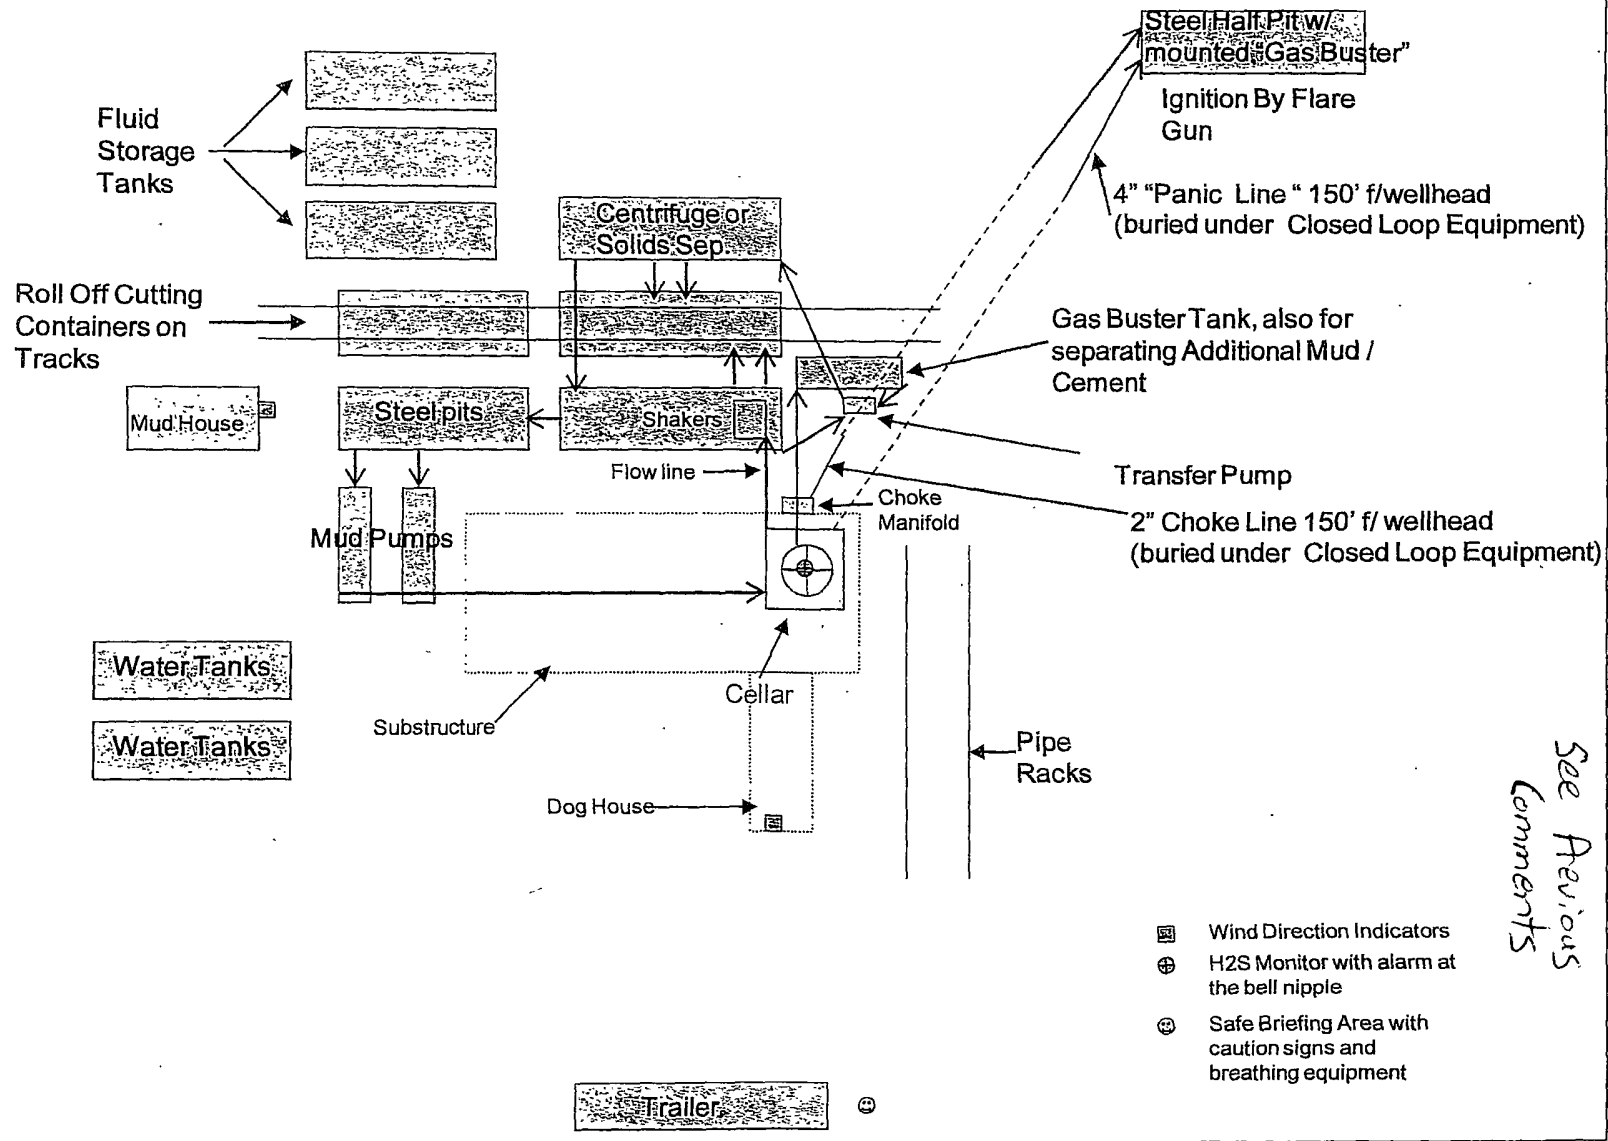 Steel Half Pit w/
mounted “Gas Buster”
Ignition By Flare
Gun
Fluid
Storage
Tanks
4” “Panic Line “ 150’ f/wellhead
(buried under Closed Loop Equipment)
Centrifuge or
Solids Sep.
Roll Off Cutting
Containers on
Tracks
Gas Buster Tank, also for
separating Additional Mud /
Cement
Mud House
Steel pits
Shakers
Flow line
Transfer Pump
Choke
Manifold
2” Choke Line 150’ f/ wellhead
(buried under Closed Loop Equipment)
Mud Pumps
Water Tanks
Cellar
Substructure
Water Tanks
Pipe
Racks
Dog House
See Previous
Comments
Wind Direction Indicators
H2S Monitor with alarm at
the bell nipple
Safe Briefing Area with
caution signs and
breathing equipment
Trailer